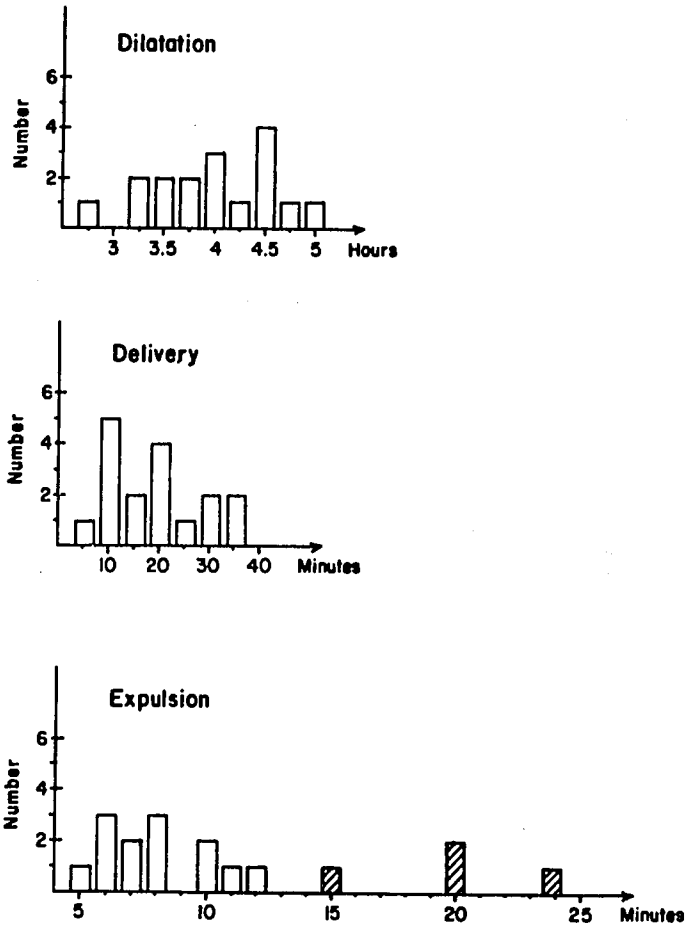 Dilatation
Number
6
4
2
3 3.5 4 4.5 5 Hours
Delivery
Number
6
4
2
10 20 30 40 Minutes
Expulsion
Number
6
4
2
5 10 15 20 25 Minutes